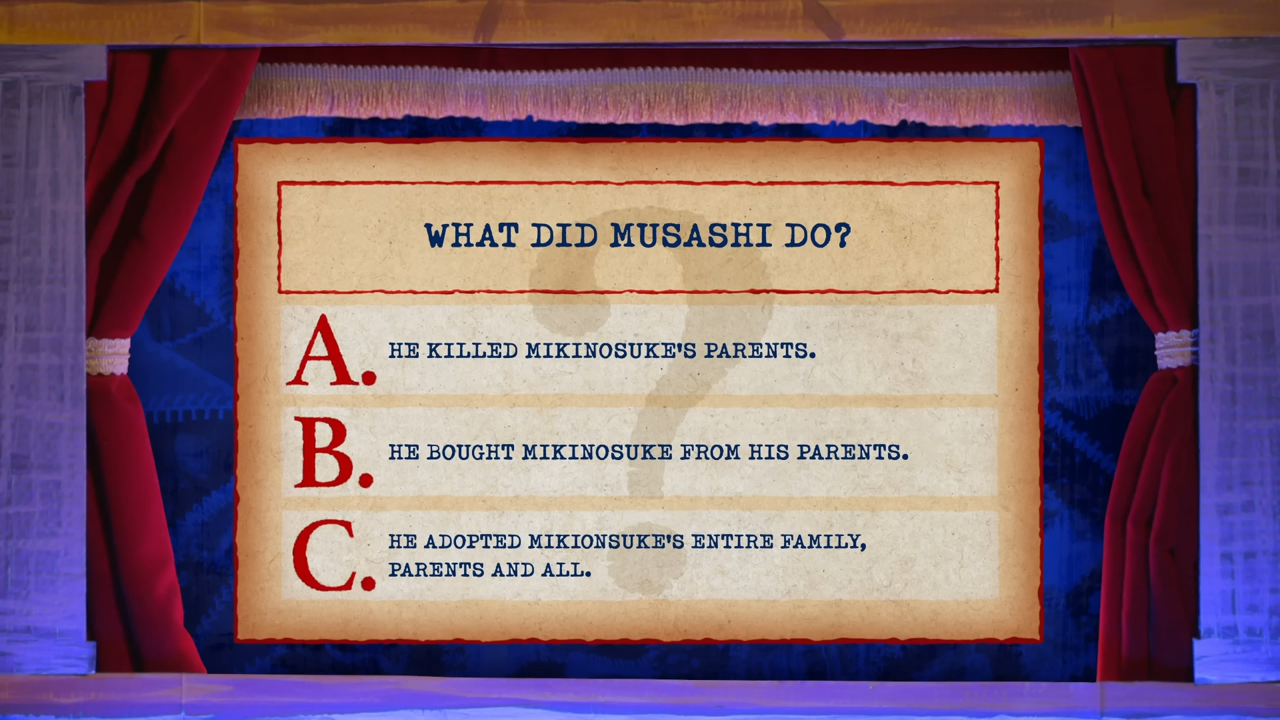 WHAT DID MUSASHI DO?
A. HE KILLED MIKINOSUKE'S PARENTS.
B. HE BOUGHT MIKINOSUKE FROM HIS PARENTS.
C. HE ADOPTED MIKIONSUKE'S ENTIRE FAMILY,
PARENTS AND ALL.